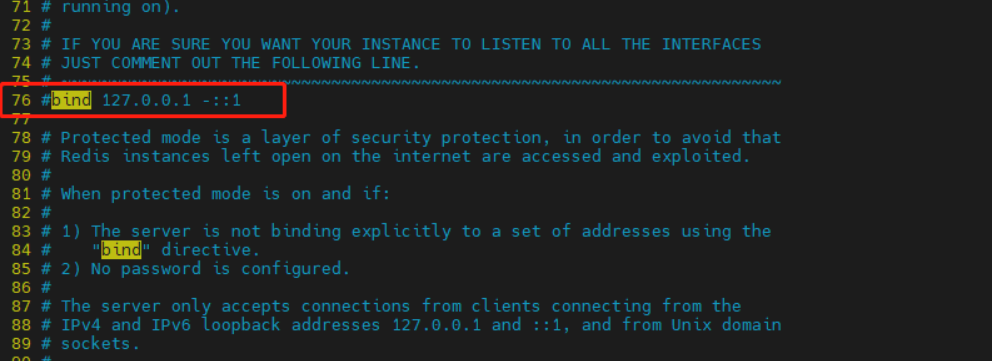 71 # running on).
72 #
73 # IF YOU ARE SURE YOU WANT YOUR INSTANCE TO LISTEN TO ALL THE INTERFACES
74 # JUST COMMENT OUT THE FOLLOWING LINE.
75 # ~~~~~~~~~~~~~~~~~~~~~~~~~~~~~~~~~~~~~~~~~~~~~~~~~~~~~~~~~~~~~~~~~~~~~~~~
76 #bind 127.0.0.1 -::1
77
78 # Protected mode is a layer of security protection, in order to avoid that
79 # Redis instances left open on the internet are accessed and exploited.
80 #
81 # When protected mode is on and if:
82 #
83 # 1) The server is not binding explicitly to a set of addresses using the
84 #    "bind" directive.
85 # 2) No password is configured.
86 #
87 # The server only accepts connections from clients connecting from the
88 # IPv4 and IPv6 loopback addresses 127.0.0.1 and ::1, and from Unix domain
89 # sockets.
90 #